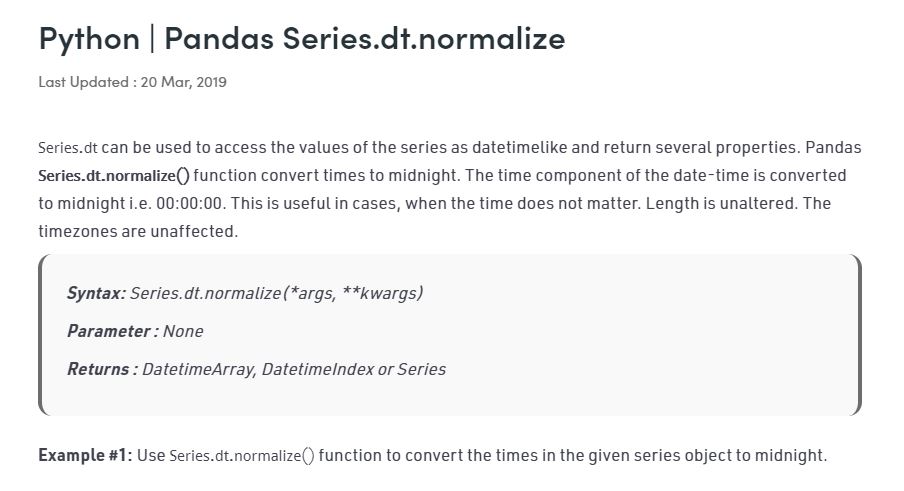 Python | Pandas Series.dt.normalize
Last Updated : 20 Mar, 2019
Series.dt can be used to access the values of the series as datetimelike and return several properties. Pandas
Series.dt.normalize() function convert times to midnight. The time component of the date-time is converted
to midnight i.e. 00:00:00. This is useful in cases, when the time does not matter. Length is unaltered. The
timezones are unaffected.
Syntax: Series.dt.normalize(*args, **kwargs)
Parameter : None
Returns : DatetimeArray, DatetimeIndex or Series
Example #1: Use Series.dt.normalize() function to convert the times in the given series object to midnight.